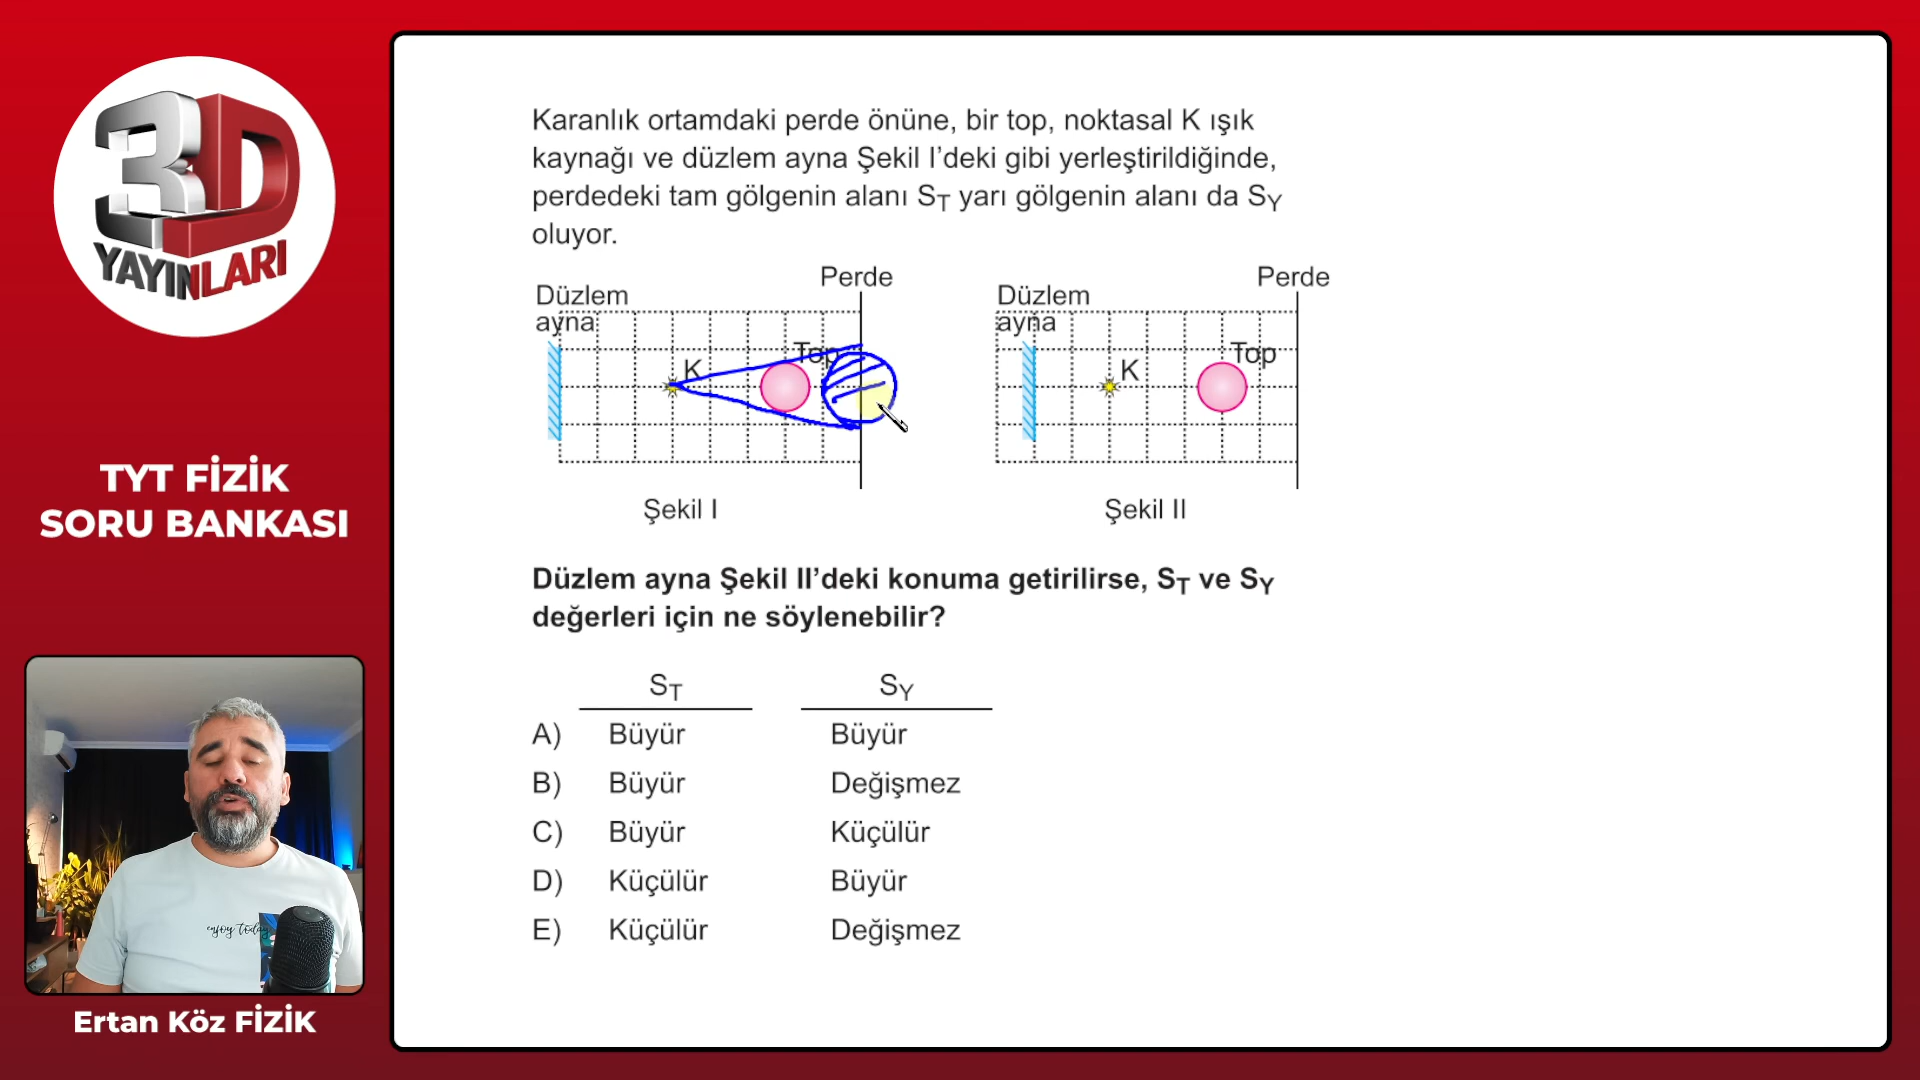 3D
YAYINLARI
TYT FİZİK
SORU BANKASI
enjoy today
Ertan Köz FİZİK
Karanlık ortamdaki perde önüne, bir top, noktasal K ışık
kaynağı ve düzlem ayna Şekil I’deki gibi yerleştirildiğinde,
perdedeki tam gölgenin alanı ST yarı gölgenin alanı da SY
oluyor.
Düzlem
ayna
K
Top
Perde
Şekil I
Düzlem
ayna
K
Top
Perde
Şekil II
Düzlem ayna Şekil II’deki konuma getirilirse, ST ve SY
değerleri için ne söylenebilir?
ST SY
A) Büyür Büyür
B) Büyür Değişmez
C) Büyür Küçülür
D) Küçülür Büyür
E) Küçülür Değişmez